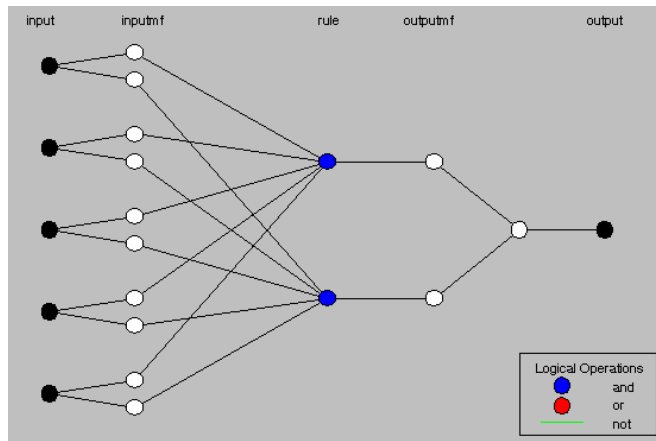 input inputmf rule outputmf output
Logical Operations
and
or
not